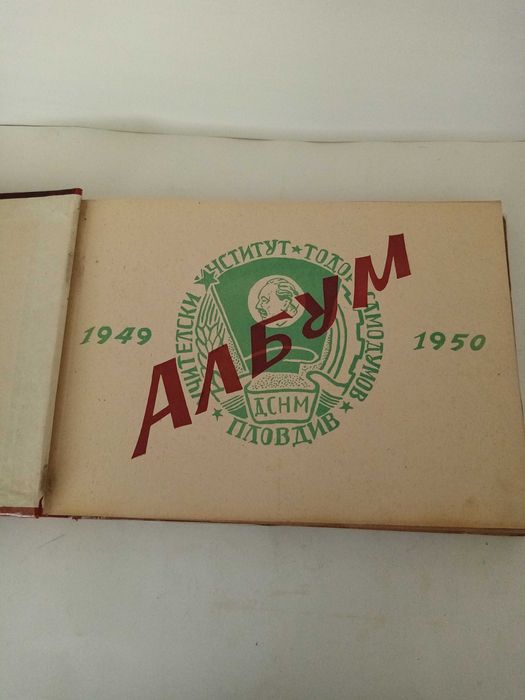 УЧИТЕЛСКИ ИНСТИТУТ ★ ТОДОР САМОДУМОВ
★ ПЛОВДИВ ★
АЛБУМ
1949
1950
ДСНМ